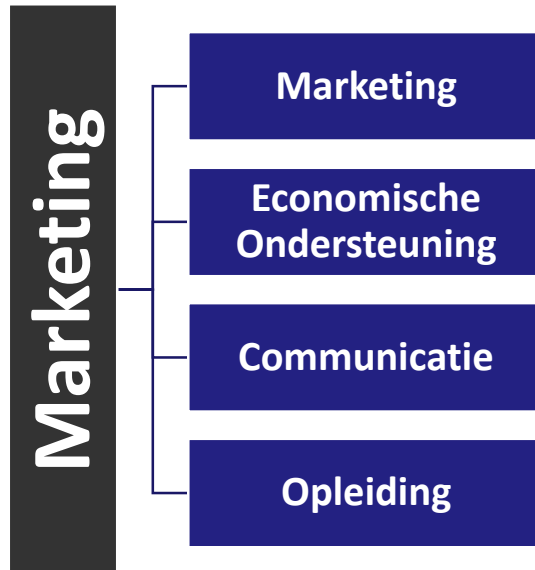 Marketing
Marketing
Economische
Ondersteuning
Communicatie
Opleiding